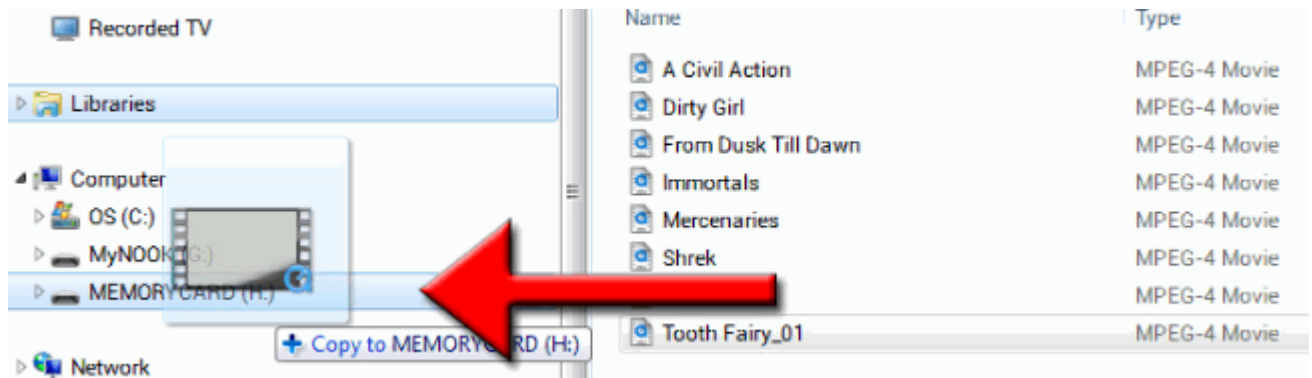 Recorded TV
Libraries
Computer
OS (C:)
MyNOOK (G:)
MEMORYCARD (H:)
Copy to MEMORYCARD (H:)
Network
Name Type
A Civil Action MPEG-4 Movie
Dirty Girl MPEG-4 Movie
From Dusk Till Dawn MPEG-4 Movie
Immortals MPEG-4 Movie
Mercenaries MPEG-4 Movie
Shrek MPEG-4 Movie
MPEG-4 Movie
Tooth Fairy_01 MPEG-4 Movie